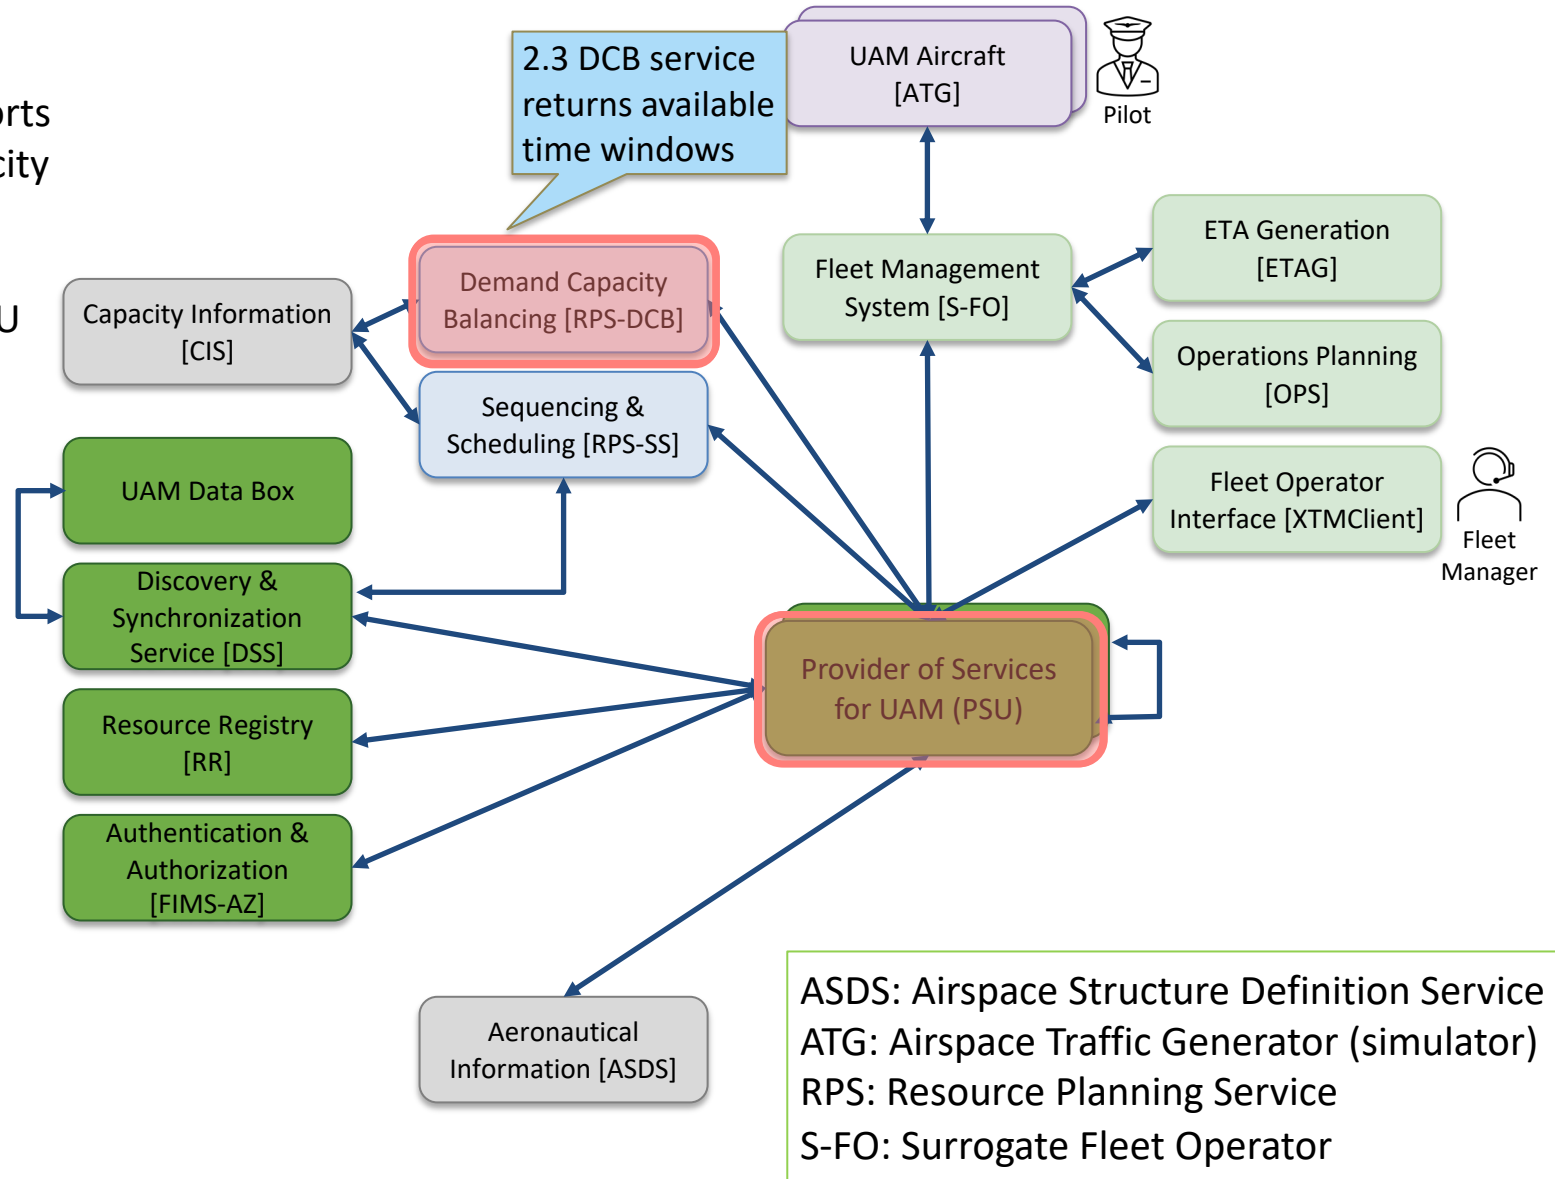 2.3 DCB service
returns available
time windows
UAM Aircraft
[ATG]
Pilot
city
U
Demand Capacity
Balancing [RPS-DCB]
Fleet Management
System [S-FO]
ETA Generation
[ETAG]
Capacity Information
[CIS]
Operations Planning
[OPS]
Sequencing &
Scheduling [RPS-SS]
UAM Data Box
Fleet Operator
Interface [XTMClient]
Fleet
Manager
Discovery &
Synchronization
Service [DSS]
Provider of Services
for UAM (PSU)
Resource Registry
[RR]
Authentication &
Authorization
[FIMS-AZ]
Aeronautical
Information [ASDS]
ASDS: Airspace Structure Definition Service
ATG: Airspace Traffic Generator (simulator)
RPS: Resource Planning Service
S-FO: Surrogate Fleet Operator